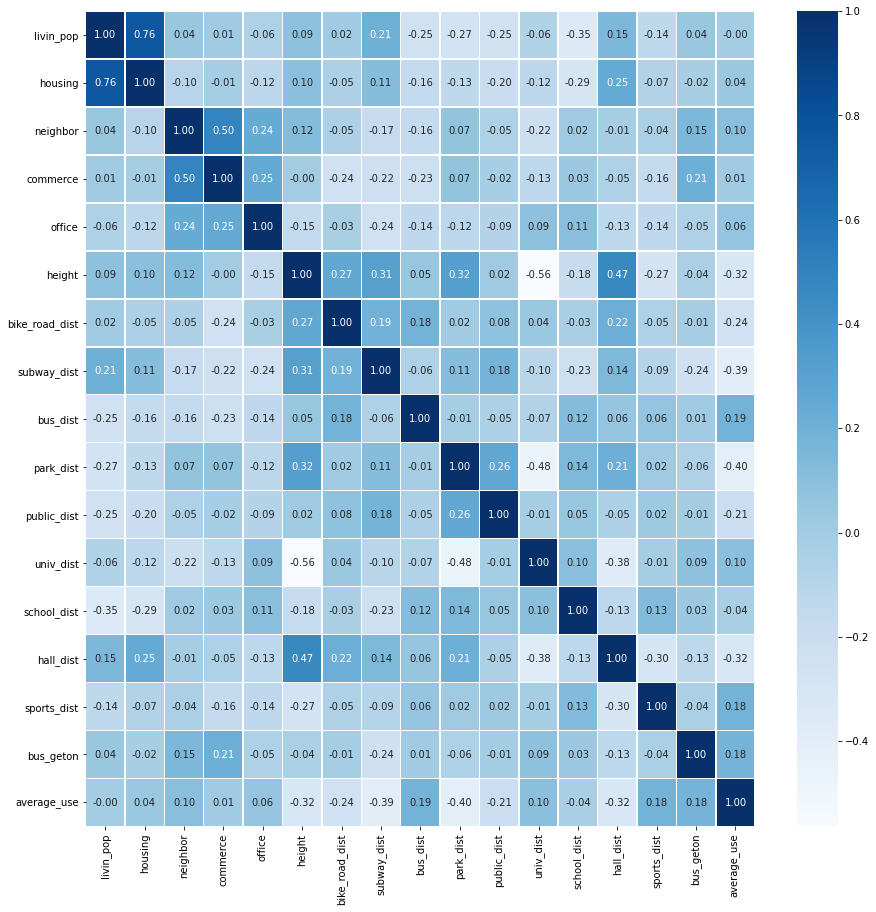 livin_pop 1.00 0.76 0.04 0.01 -0.06 0.09 0.02 0.21 -0.25 -0.27 -0.25 -0.06 -0.35 0.15 -0.14 0.04 -0.00
housing 0.76 1.00 -0.10 -0.01 -0.12 0.10 -0.05 0.11 -0.16 -0.13 -0.20 -0.12 -0.29 0.25 -0.07 -0.02 0.04
neighbor 0.04 -0.10 1.00 0.50 0.24 0.12 -0.05 -0.17 -0.16 0.07 -0.05 -0.22 0.02 -0.01 -0.04 0.15 0.10
commerce 0.01 -0.01 0.50 1.00 0.25 -0.00 -0.24 -0.22 -0.23 0.07 -0.02 -0.13 0.03 -0.05 -0.16 0.21 0.01
office -0.06 -0.12 0.24 0.25 1.00 -0.15 -0.03 -0.24 -0.14 -0.12 -0.09 0.09 0.11 -0.13 -0.14 -0.05 0.06
height 0.09 0.10 0.12 -0.00 -0.15 1.00 0.27 0.31 0.05 0.32 0.02 -0.56 -0.18 0.47 -0.27 -0.04 -0.32
bike_road_dist 0.02 -0.05 -0.05 -0.24 -0.03 0.27 1.00 0.19 0.18 0.02 0.08 0.04 -0.03 0.22 -0.05 -0.01 -0.24
subway_dist 0.21 0.11 -0.17 -0.22 -0.24 0.31 0.19 1.00 -0.06 0.11 0.18 -0.10 -0.23 0.14 -0.09 -0.24 -0.39
bus_dist -0.25 -0.16 -0.16 -0.23 -0.14 0.05 0.18 -0.06 1.00 -0.01 -0.05 -0.07 0.12 0.06 0.06 0.01 0.19
park_dist -0.27 -0.13 0.07 0.07 -0.12 0.32 0.02 0.11 -0.01 1.00 0.26 -0.48 0.14 0.21 0.02 -0.06 -0.40
public_dist -0.25 -0.20 -0.05 -0.02 -0.09 0.02 0.08 0.18 -0.05 0.26 1.00 -0.01 0.05 -0.05 0.02 -0.01 -0.21
univ_dist -0.06 -0.12 -0.22 -0.13 0.09 -0.56 0.04 -0.10 -0.07 -0.48 -0.01 1.00 0.10 -0.38 -0.01 0.09 0.10
school_dist -0.35 -0.29 0.02 0.03 0.11 -0.18 -0.03 -0.23 0.12 0.14 0.05 0.10 1.00 -0.13 0.13 0.03 -0.04
hall_dist 0.15 0.25 -0.01 -0.05 -0.13 0.47 0.22 0.14 0.06 0.21 -0.05 -0.38 -0.13 1.00 -0.30 -0.13 -0.32
sports_dist -0.14 -0.07 -0.04 -0.16 -0.14 -0.27 -0.05 -0.09 0.06 0.02 0.02 -0.01 0.13 -0.30 1.00 -0.04 0.18
bus_geton 0.04 -0.02 0.15 0.21 -0.05 -0.04 -0.01 -0.24 0.01 -0.06 -0.01 0.09 0.03 -0.13 -0.04 1.00 0.18
average_use -0.00 0.04 0.10 0.01 0.06 -0.32 -0.24 -0.39 0.19 -0.40 -0.21 0.10 -0.04 -0.32 0.18 0.18 1.00
livin_pop housing neighbor commerce office height bike_road_dist subway_dist bus_dist park_dist public_dist univ_dist school_dist hall_dist sports_dist bus_geton average_use
1.0
0.8
0.6
0.4
0.2
0.0
−0.2
−0.4